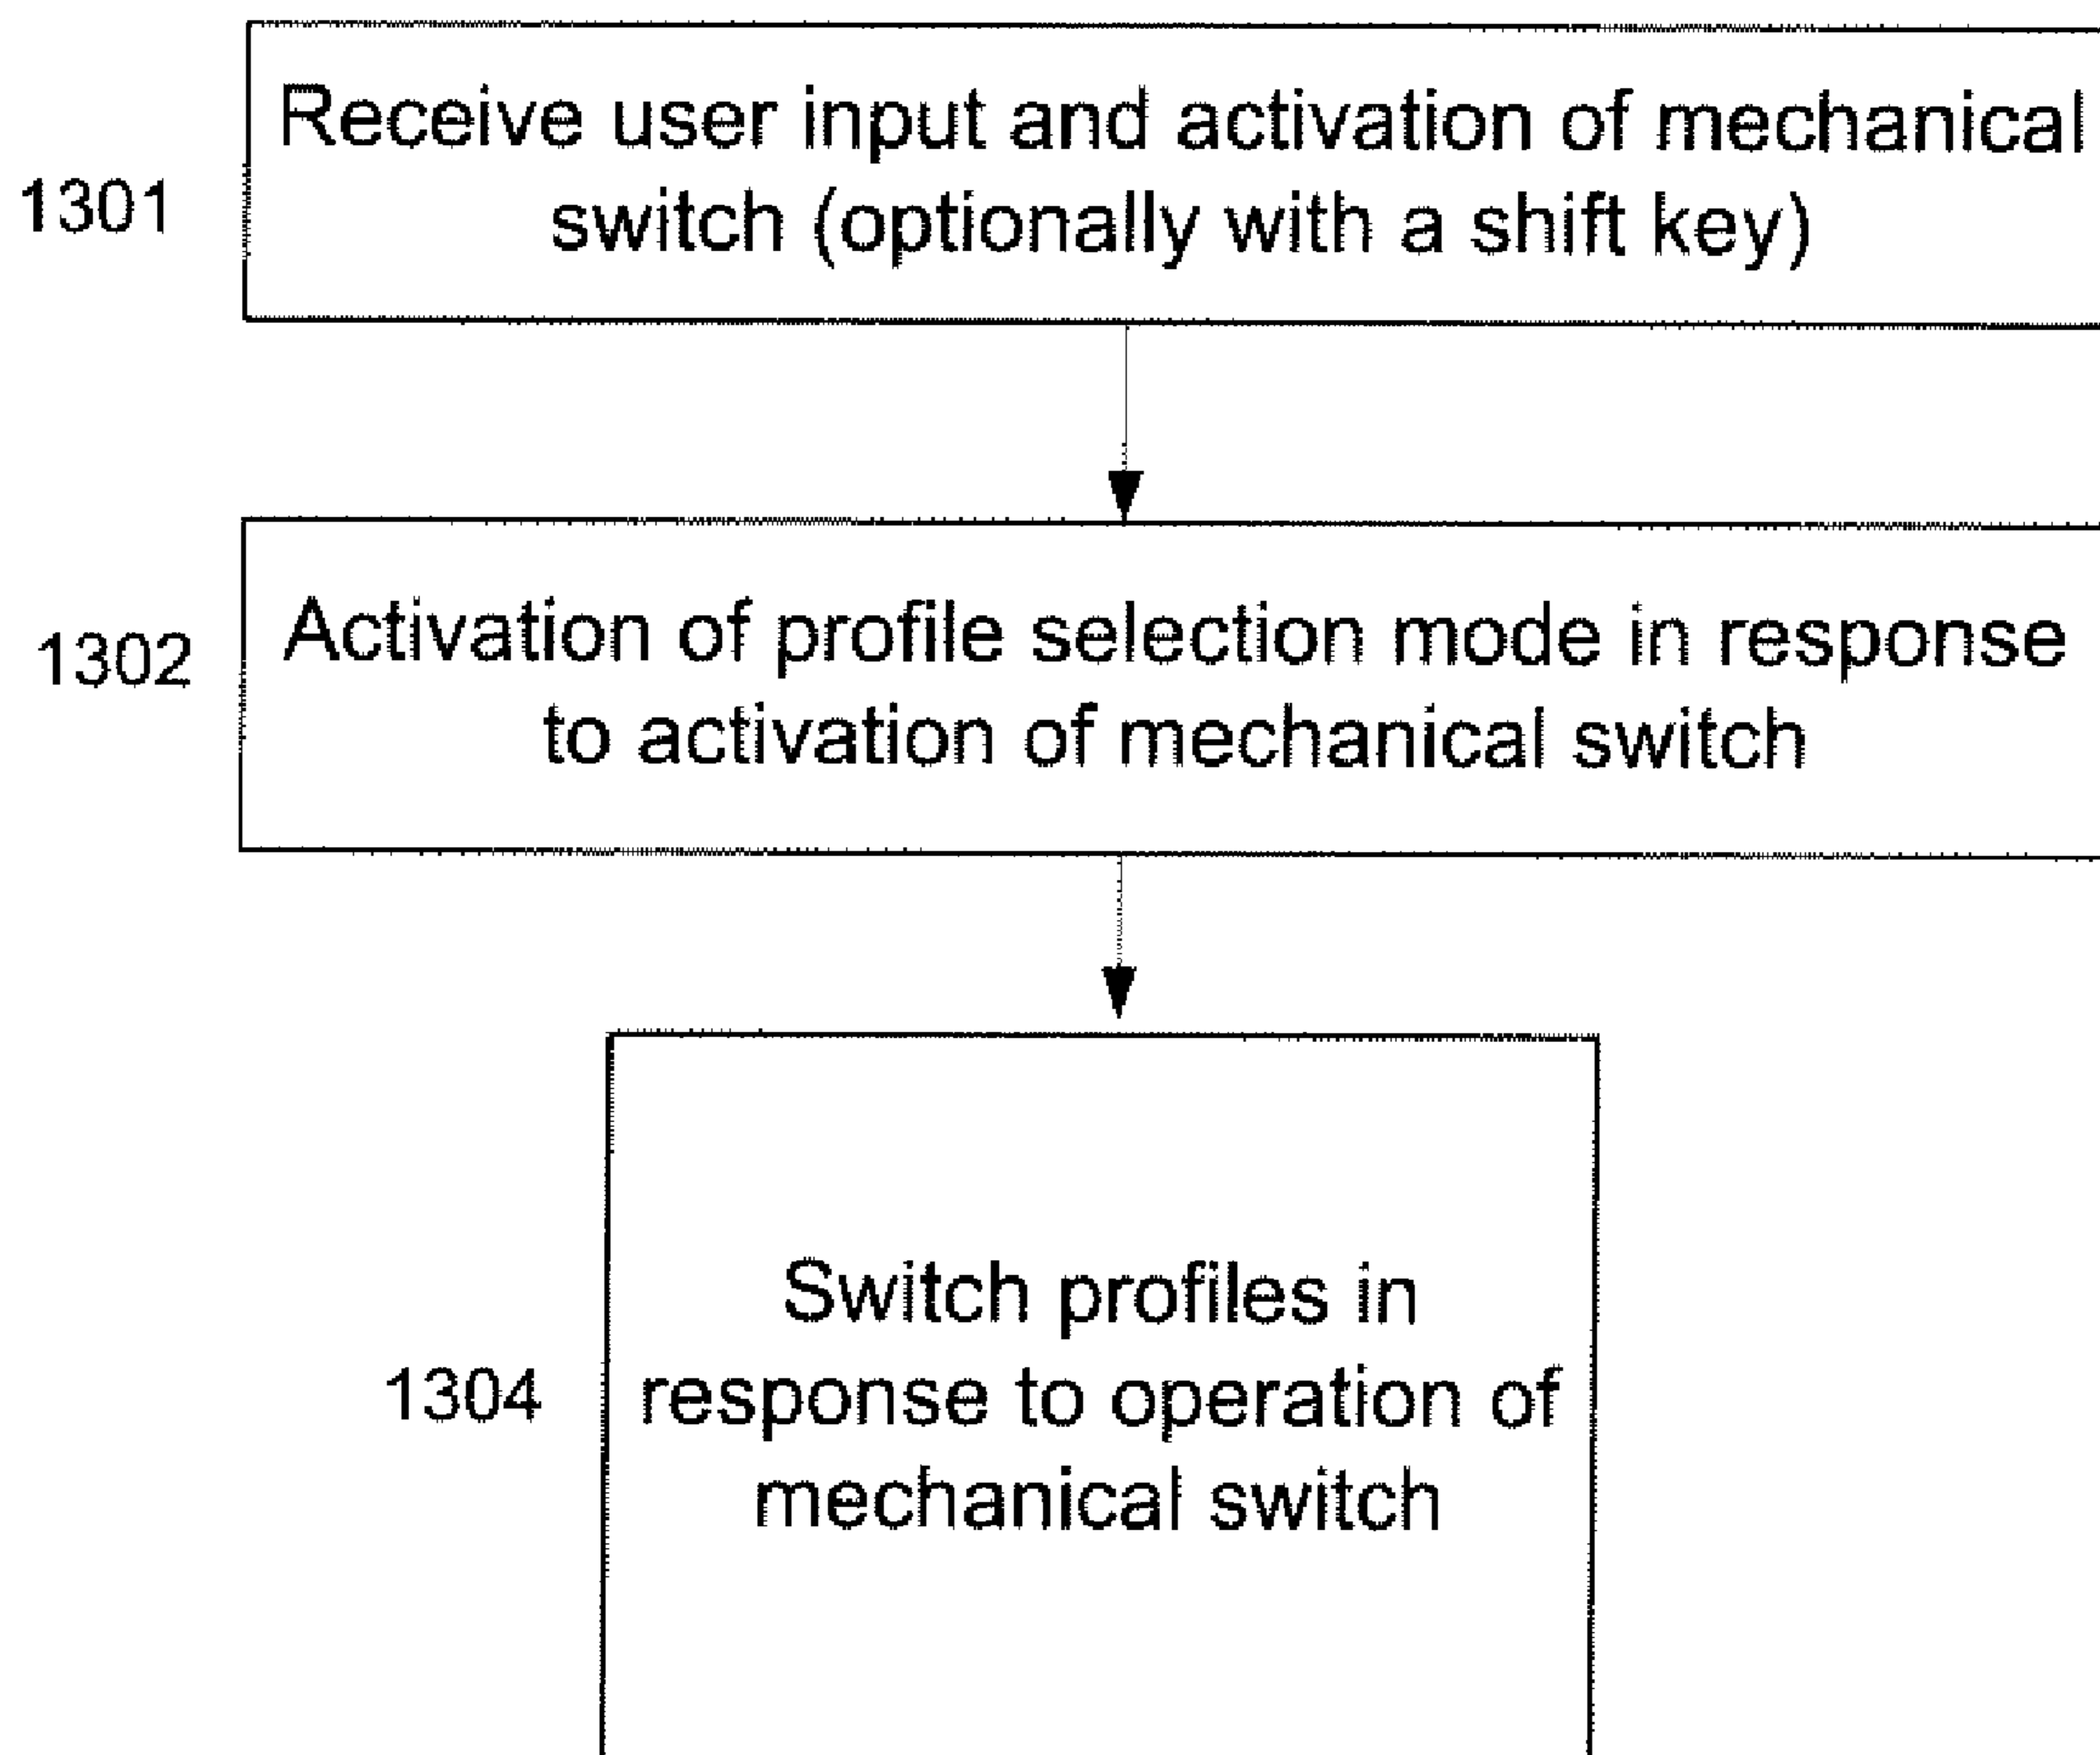 Receive user input and activation of mechanical
switch (optionally with a shift key)
1301
Activation of profile selection mode in response
to activation of mechanical switch
1302
Switch profiles in
response to operation of
mechanical switch
1304